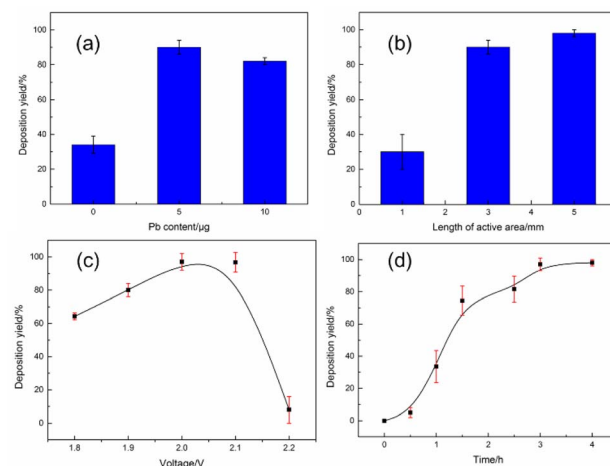 (a)
Deposition yield/%
100
80
60
40
20
0
0 5 10
Pb content/µg
(b)
Deposition yield/%
100
80
60
40
20
0
0 1 2 3 4 5
Length of active area/mm
(c)
Deposition yield/%
100
80
60
40
20
0
1.8 1.9 2.0 2.1 2.2
Voltage/V
(d)
Deposition yield/%
100
80
60
40
20
0
0 1 2 3 4
Time/h